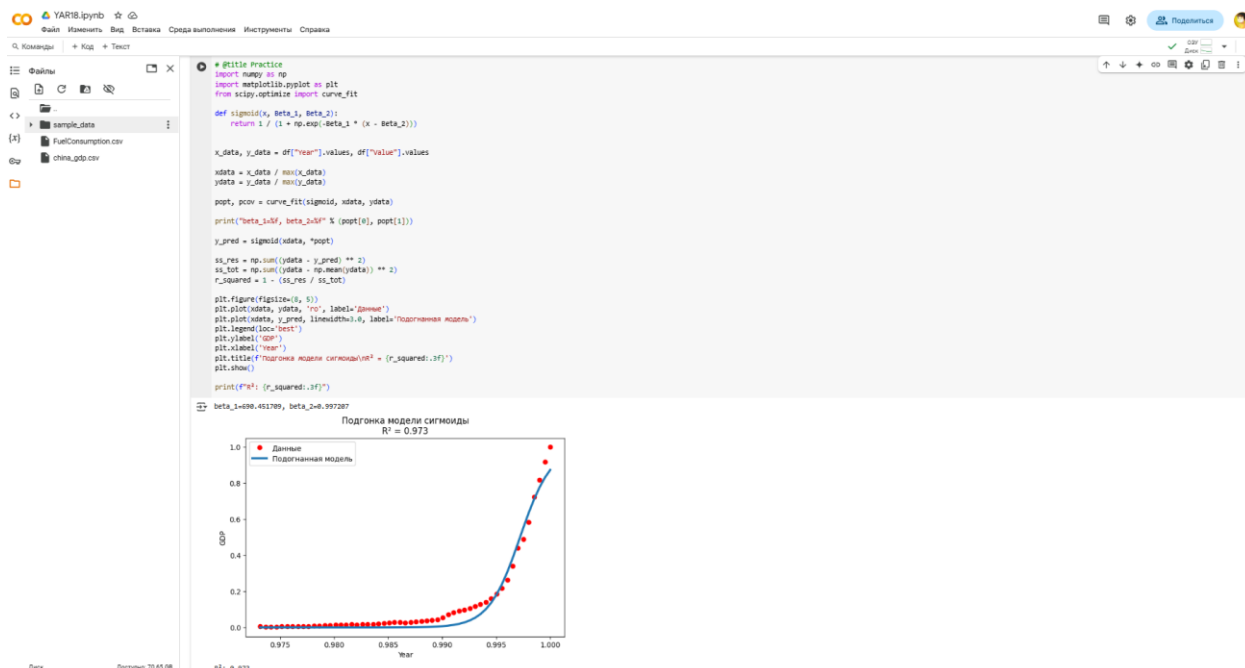 YAR18.ipynb
Файл Изменить Вид Вставка Среда выполнения Инструменты Справка
Поделиться
Команды + Код + Текст
ОЗУ
Диск
Файлы
..
sample_data
FuelConsumption.csv
china_gdp.csv
# @title Practice
import numpy as np
import matplotlib.pyplot as plt
from scipy.optimize import curve_fit
def sigmoid(x, Beta_1, Beta_2):
return 1 / (1 + np.exp(-Beta_1 * (x - Beta_2)))
x_data, y_data = df["Year"].values, df["Value"].values
xdata = x_data / max(x_data)
ydata = y_data / max(y_data)
popt, pcov = curve_fit(sigmoid, xdata, ydata)
print("beta_1=%f, beta_2=%f" % (popt[0], popt[1]))
y_pred = sigmoid(xdata, *popt)
ss_res = np.sum((ydata - y_pred) ** 2)
ss_tot = np.sum((ydata - np.mean(ydata)) ** 2)
r_squared = 1 - (ss_res / ss_tot)
plt.figure(figsize=(8, 5))
plt.plot(xdata, ydata, 'ro', label='Данные')
plt.plot(xdata, y_pred, linewidth=3.0, label='Подогнанная модель')
plt.legend(loc='best')
plt.ylabel('GDP')
plt.xlabel('Year')
plt.title(f'Подгонка модели сигмоиды\nR² = {r_squared:.3f}')
plt.show()
print(f"R²: {r_squared:.3f}")
beta_1=690.451709, beta_2=0.997207
Подгонка модели сигмоиды
R² = 0.973
Данные
Подогнанная модель
1.0
0.8
0.6
0.4
0.2
0.0
GDP
0.975 0.980 0.985 0.990 0.995 1.000
Year